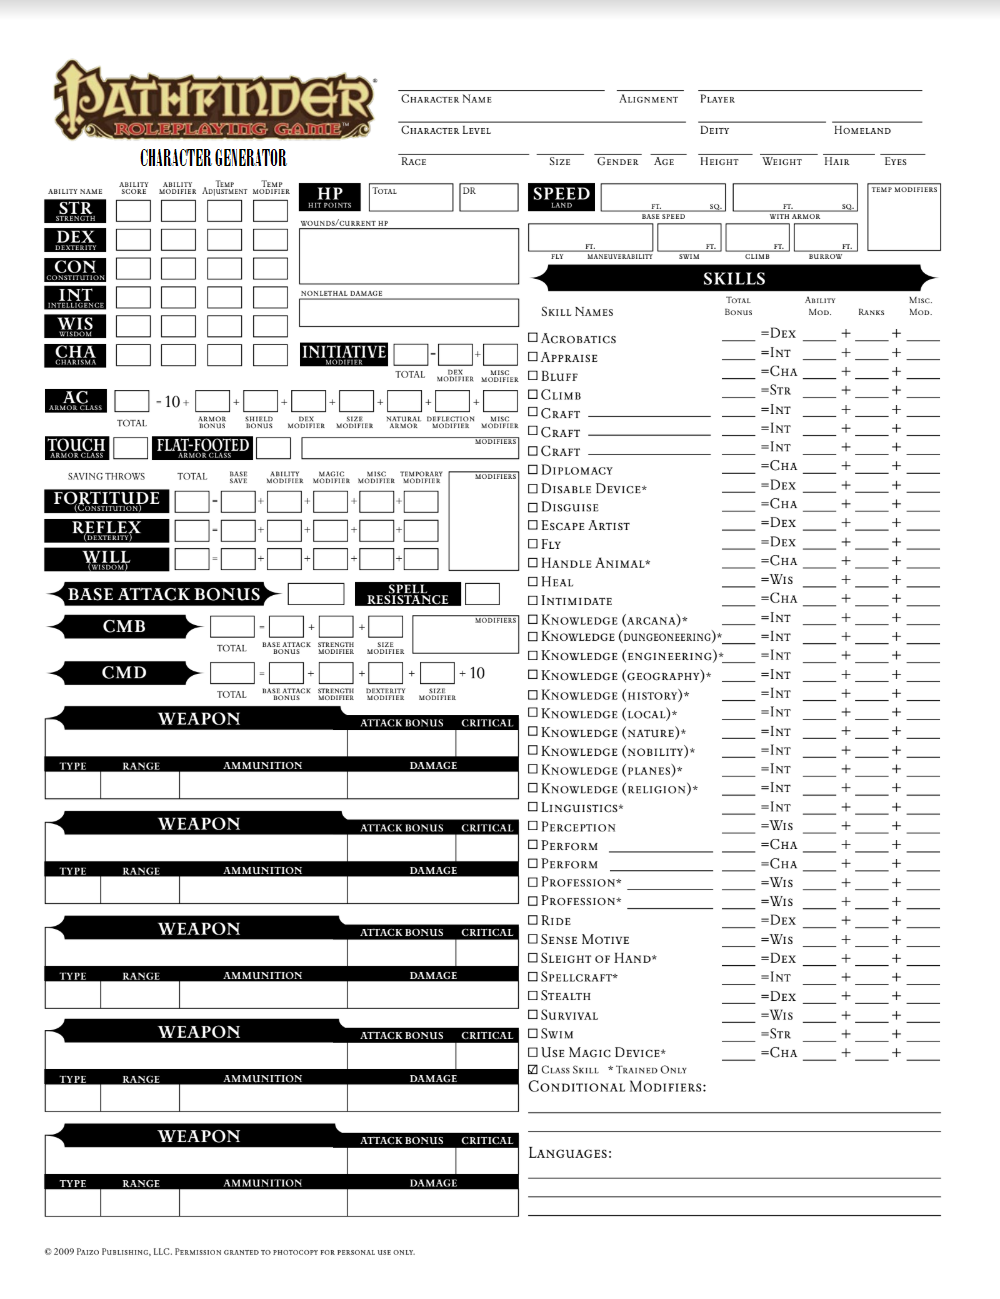 PATHFINDER
ROLEPLAYING GAME™
CHARACTER GENERATOR
CHARACTER NAME ALIGNMENT PLAYER
CHARACTER LEVEL DEITY HOMELAND
RACE SIZE GENDER AGE HEIGHT WEIGHT HAIR EYES
ABILITY NAME ABILITY SCORE ABILITY MODIFIER TEMP ADJUSTMENT TEMP MODIFIER
STR
STRENGTH
DEX
DEXTERITY
CON
CONSTITUTION
INT
INTELLIGENCE
WIS
WISDOM
CHA
CHARISMA
HP
HIT POINTS
TOTAL DR
WOUNDS/CURRENT HP
NONLETHAL DAMAGE
INITIATIVE
MODIFIER
= +
TOTAL DEX MODIFIER MISC MODIFIER
AC
ARMOR CLASS
= 10 + + + + + + +
TOTAL ARMOR BONUS SHIELD BONUS DEX MODIFIER SIZE MODIFIER NATURAL ARMOR DEFLECTION MODIFIER MISC MODIFIER
TOUCH
ARMOR CLASS
FLAT-FOOTED
ARMOR CLASS
MODIFIERS
SAVING THROWS TOTAL BASE SAVE ABILITY MODIFIER MAGIC MODIFIER MISC MODIFIER TEMPORARY MODIFIER MODIFIERS
FORTITUDE = + + + +
(CONSTITUTION)
REFLEX = + + + +
(DEXTERITY)
WILL = + + + +
(WISDOM)
BASE ATTACK BONUS
SPELL
RESISTANCE
CMB = + + MODIFIERS
TOTAL BASE ATTACK BONUS STRENGTH MODIFIER SIZE MODIFIER
CMD = + + + + 10
TOTAL BASE ATTACK BONUS STRENGTH MODIFIER DEXTERITY MODIFIER SIZE MODIFIER
WEAPON ATTACK BONUS CRITICAL
TYPE RANGE AMMUNITION DAMAGE
WEAPON ATTACK BONUS CRITICAL
TYPE RANGE AMMUNITION DAMAGE
WEAPON ATTACK BONUS CRITICAL
TYPE RANGE AMMUNITION DAMAGE
WEAPON ATTACK BONUS CRITICAL
TYPE RANGE AMMUNITION DAMAGE
WEAPON ATTACK BONUS CRITICAL
TYPE RANGE AMMUNITION DAMAGE
SPEED
LAND
FT. SQ. FT. SQ. TEMP MODIFIERS
BASE SPEED WITH ARMOR
FT. FT. FT. FT.
FLY MANEUVERABILITY SWIM CLIMB BURROW
SKILLS
SKILL NAMES TOTAL BONUS ABILITY MOD. RANKS MISC. MOD.
ACROBATICS =DEX + +
APPRAISE =INT + +
BLUFF =CHA + +
CLIMB =STR + +
CRAFT =INT + +
CRAFT =INT + +
CRAFT =INT + +
DIPLOMACY =CHA + +
DISABLE DEVICE* =DEX + +
DISGUISE =CHA + +
ESCAPE ARTIST =DEX + +
FLY =DEX + +
HANDLE ANIMAL* =CHA + +
HEAL =WIS + +
INTIMIDATE =CHA + +
KNOWLEDGE (ARCANA)* =INT + +
KNOWLEDGE (DUNGEONEERING)* =INT + +
KNOWLEDGE (ENGINEERING)* =INT + +
KNOWLEDGE (GEOGRAPHY)* =INT + +
KNOWLEDGE (HISTORY)* =INT + +
KNOWLEDGE (LOCAL)* =INT + +
KNOWLEDGE (NATURE)* =INT + +
KNOWLEDGE (NOBILITY)* =INT + +
KNOWLEDGE (PLANES)* =INT + +
KNOWLEDGE (RELIGION)* =INT + +
LINGUISTICS* =INT + +
PERCEPTION =WIS + +
PERFORM =CHA + +
PERFORM =CHA + +
PROFESSION* =WIS + +
PROFESSION* =WIS + +
RIDE =DEX + +
SENSE MOTIVE =WIS + +
SLEIGHT OF HAND* =DEX + +
SPELLCRAFT* =INT + +
STEALTH =DEX + +
SURVIVAL =WIS + +
SWIM =STR + +
USE MAGIC DEVICE* =CHA + +
CLASS SKILL * TRAINED ONLY
CONDITIONAL MODIFIERS:
LANGUAGES:
© 2009 PAIZO PUBLISHING, LLC. PERMISSION GRANTED TO PHOTOCOPY FOR PERSONAL USE ONLY.